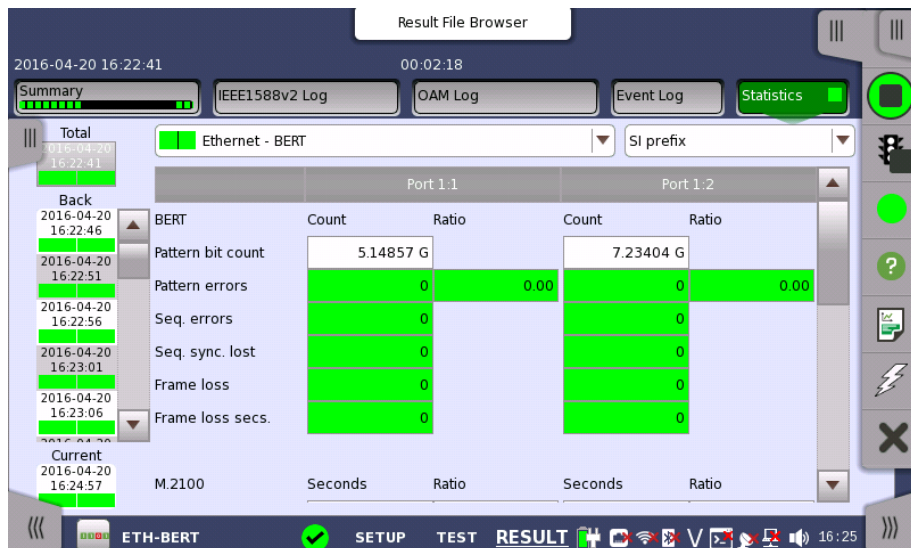 Result File Browser
2016-04-20 16:22:41 00:02:18
Summary IEEE1588v2 Log OAM Log Event Log Statistics
Total
2016-04-20
16:22:41
Back
2016-04-20
16:22:46
2016-04-20
16:22:51
2016-04-20
16:22:56
2016-04-20
16:23:01
2016-04-20
16:23:06
Current
2016-04-20
16:24:57
Ethernet - BERT SI prefix
Port 1:1 Port 1:2
BERT Count Ratio Count Ratio
Pattern bit count 5.14857 G 7.23404 G
Pattern errors 0 0.00 0 0.00
Seq. errors 0 0
Seq. sync. lost 0 0
Frame loss 0 0
Frame loss secs. 0 0
M.2100 Seconds Ratio Seconds Ratio
ETH-BERT SETUP TEST RESULT V 16:25